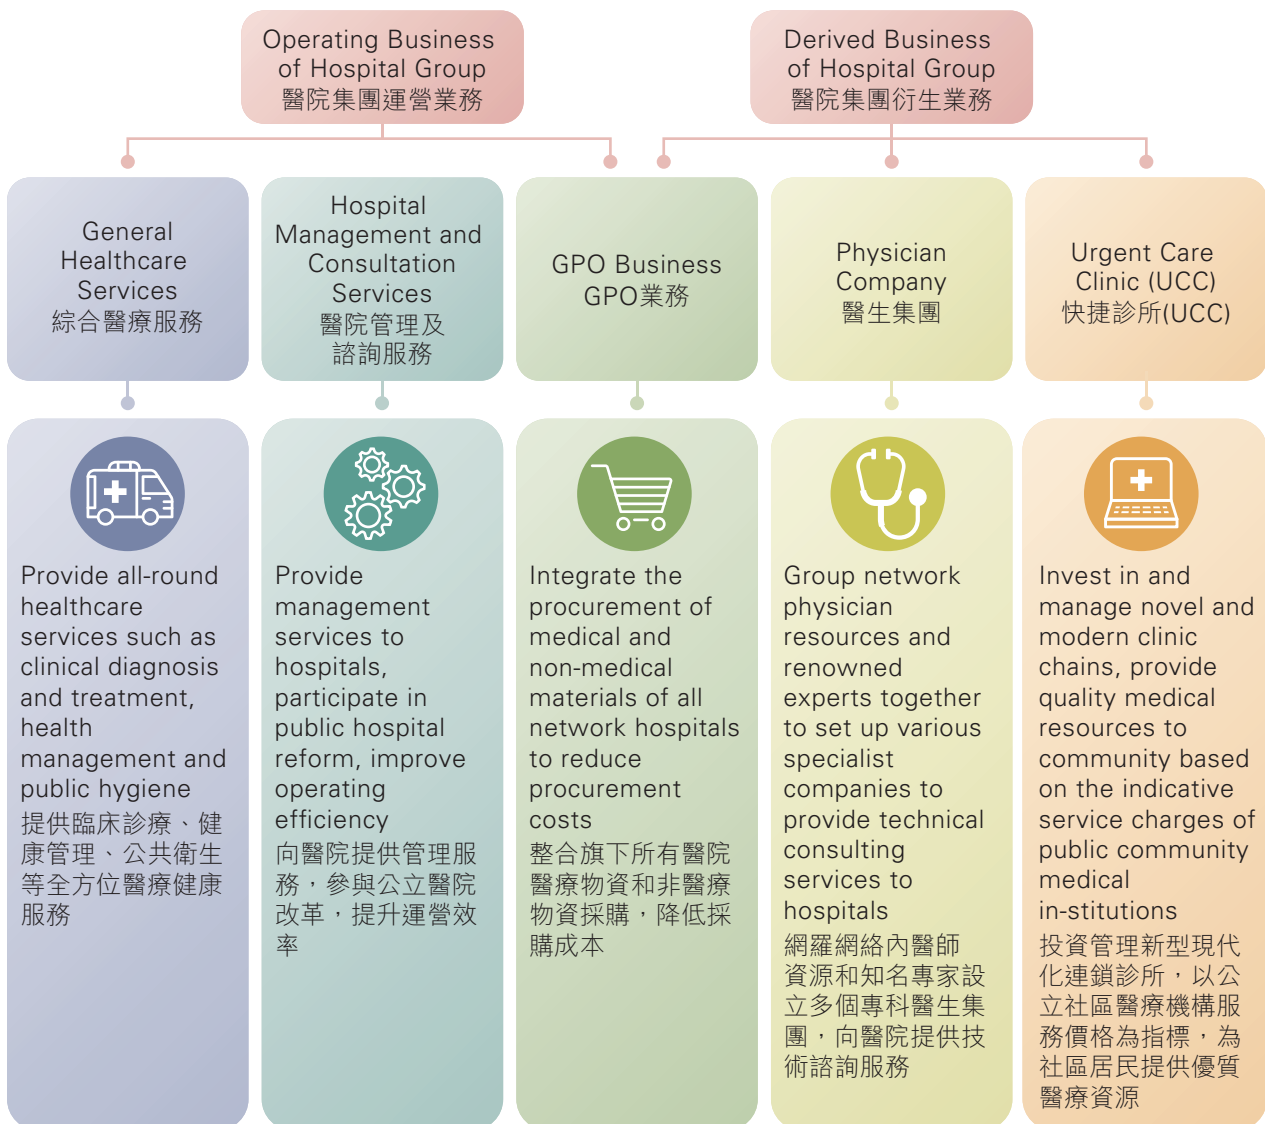 Operating Business
of Hospital Group
醫院集團運營業務
Derived Business
of Hospital Group
醫院集團衍生業務
General
Healthcare
Services
綜合醫療服務
Hospital
Management and
Consultation
Services
醫院管理及
諮詢服務
GPO Business
GPO業務
Physician
Company
醫生集團
Urgent Care
Clinic (UCC)
快捷診所(UCC)
Provide all-round
healthcare
services such as
clinical diagnosis
and treatment,
health
management and
public hygiene
提供臨床診療、健
康管理、公共衛生
等全方位醫療健康
服務
Provide
management
services to
hospitals,
participate in
public hospital
reform, improve
operating
efficiency
向醫院提供管理服
務，參與公立醫院
改革，提升運營效
率
Integrate the
procurement of
medical and
non-medical
materials of all
network hospitals
to reduce
procurement
costs
整合旗下所有醫院
醫療物資和非醫療
物資採購，降低採
購成本
Group network
physician
resources and
renowned
experts together
to set up various
specialist
companies to
provide technical
consulting
services to
hospitals
網羅網絡內醫師
資源和知名專家設
立多個專科醫生集
團，向醫院提供技
術諮詢服務
Invest in and
manage novel and
modern clinic
chains, provide
quality medical
resources to
community based
on the indicative
service charges of
public community
medical
in-stitutions
投資管理新型現代
化連鎖診所，以公
立社區醫療機構服
務價格為指標，為
社區居民提供優質
醫療資源